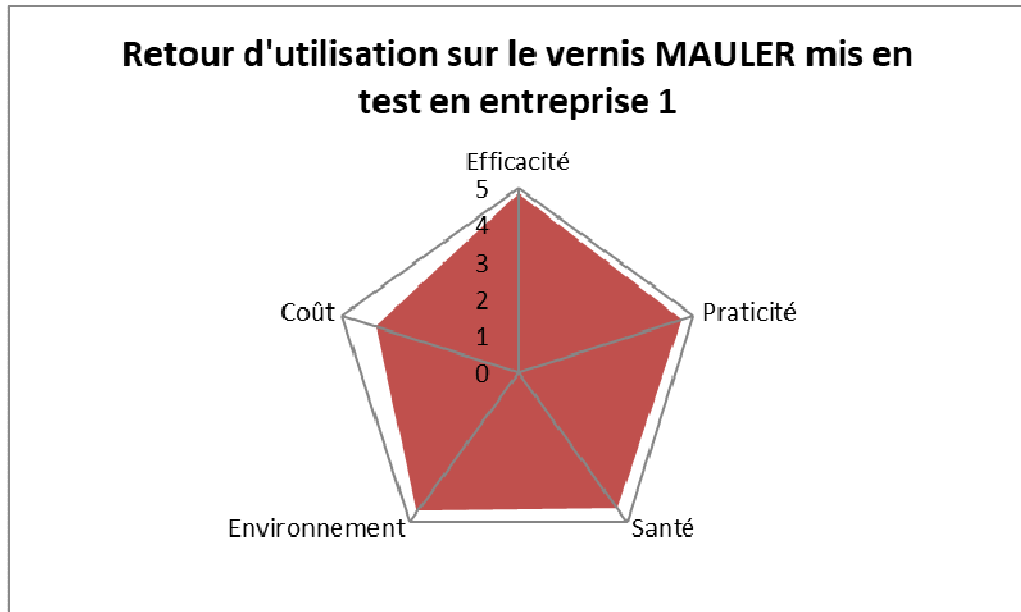 Retour d'utilisation sur le vernis MAULER mis en
test en entreprise 1
Efficacité
5
4
3
2
1
0
Coût
Praticité
Environnement
Santé